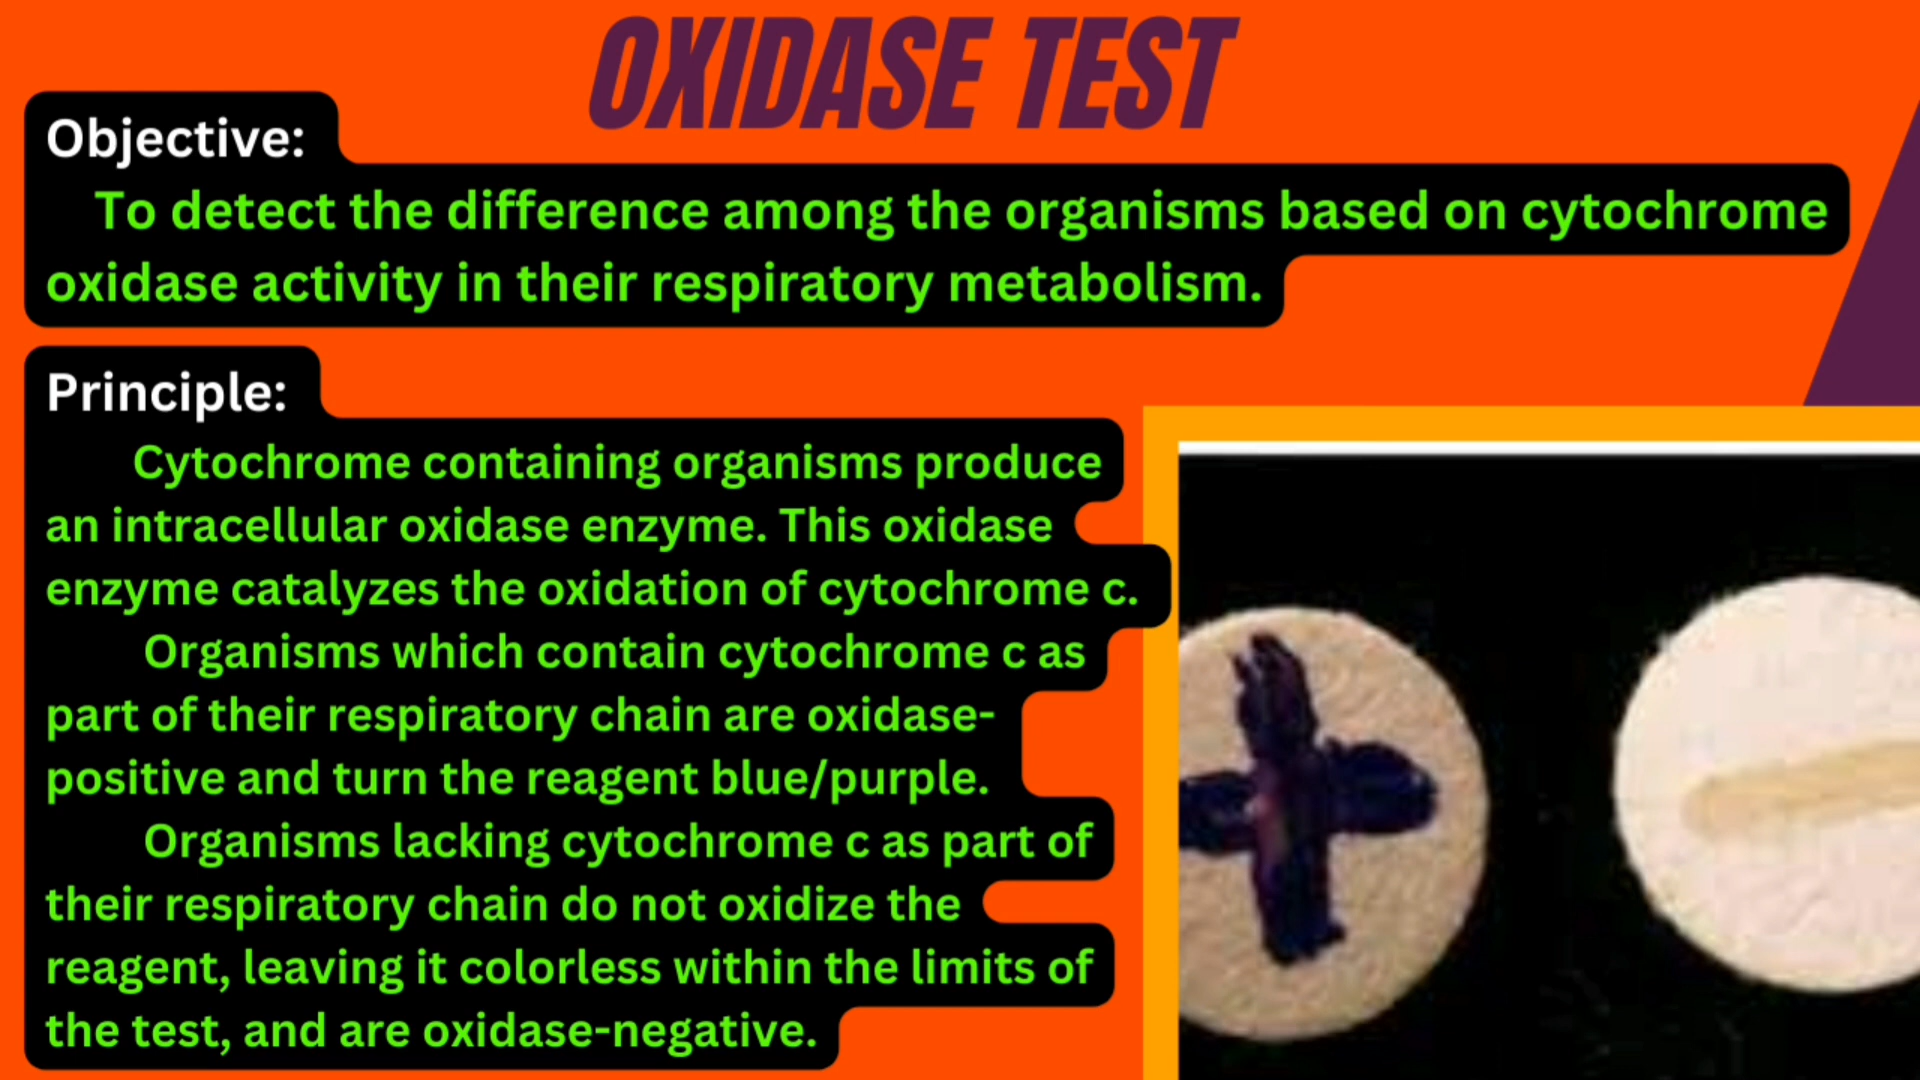 OXIDASE TEST
Objective:
To detect the difference among the organisms based on cytochrome
oxidase activity in their respiratory metabolism.
Principle:
Cytochrome containing organisms produce
an intracellular oxidase enzyme. This oxidase
enzyme catalyzes the oxidation of cytochrome c.
Organisms which contain cytochrome c as
part of their respiratory chain are oxidase-
positive and turn the reagent blue/purple.
Organisms lacking cytochrome c as part of
their respiratory chain do not oxidize the
reagent, leaving it colorless within the limits of
the test, and are oxidase-negative.